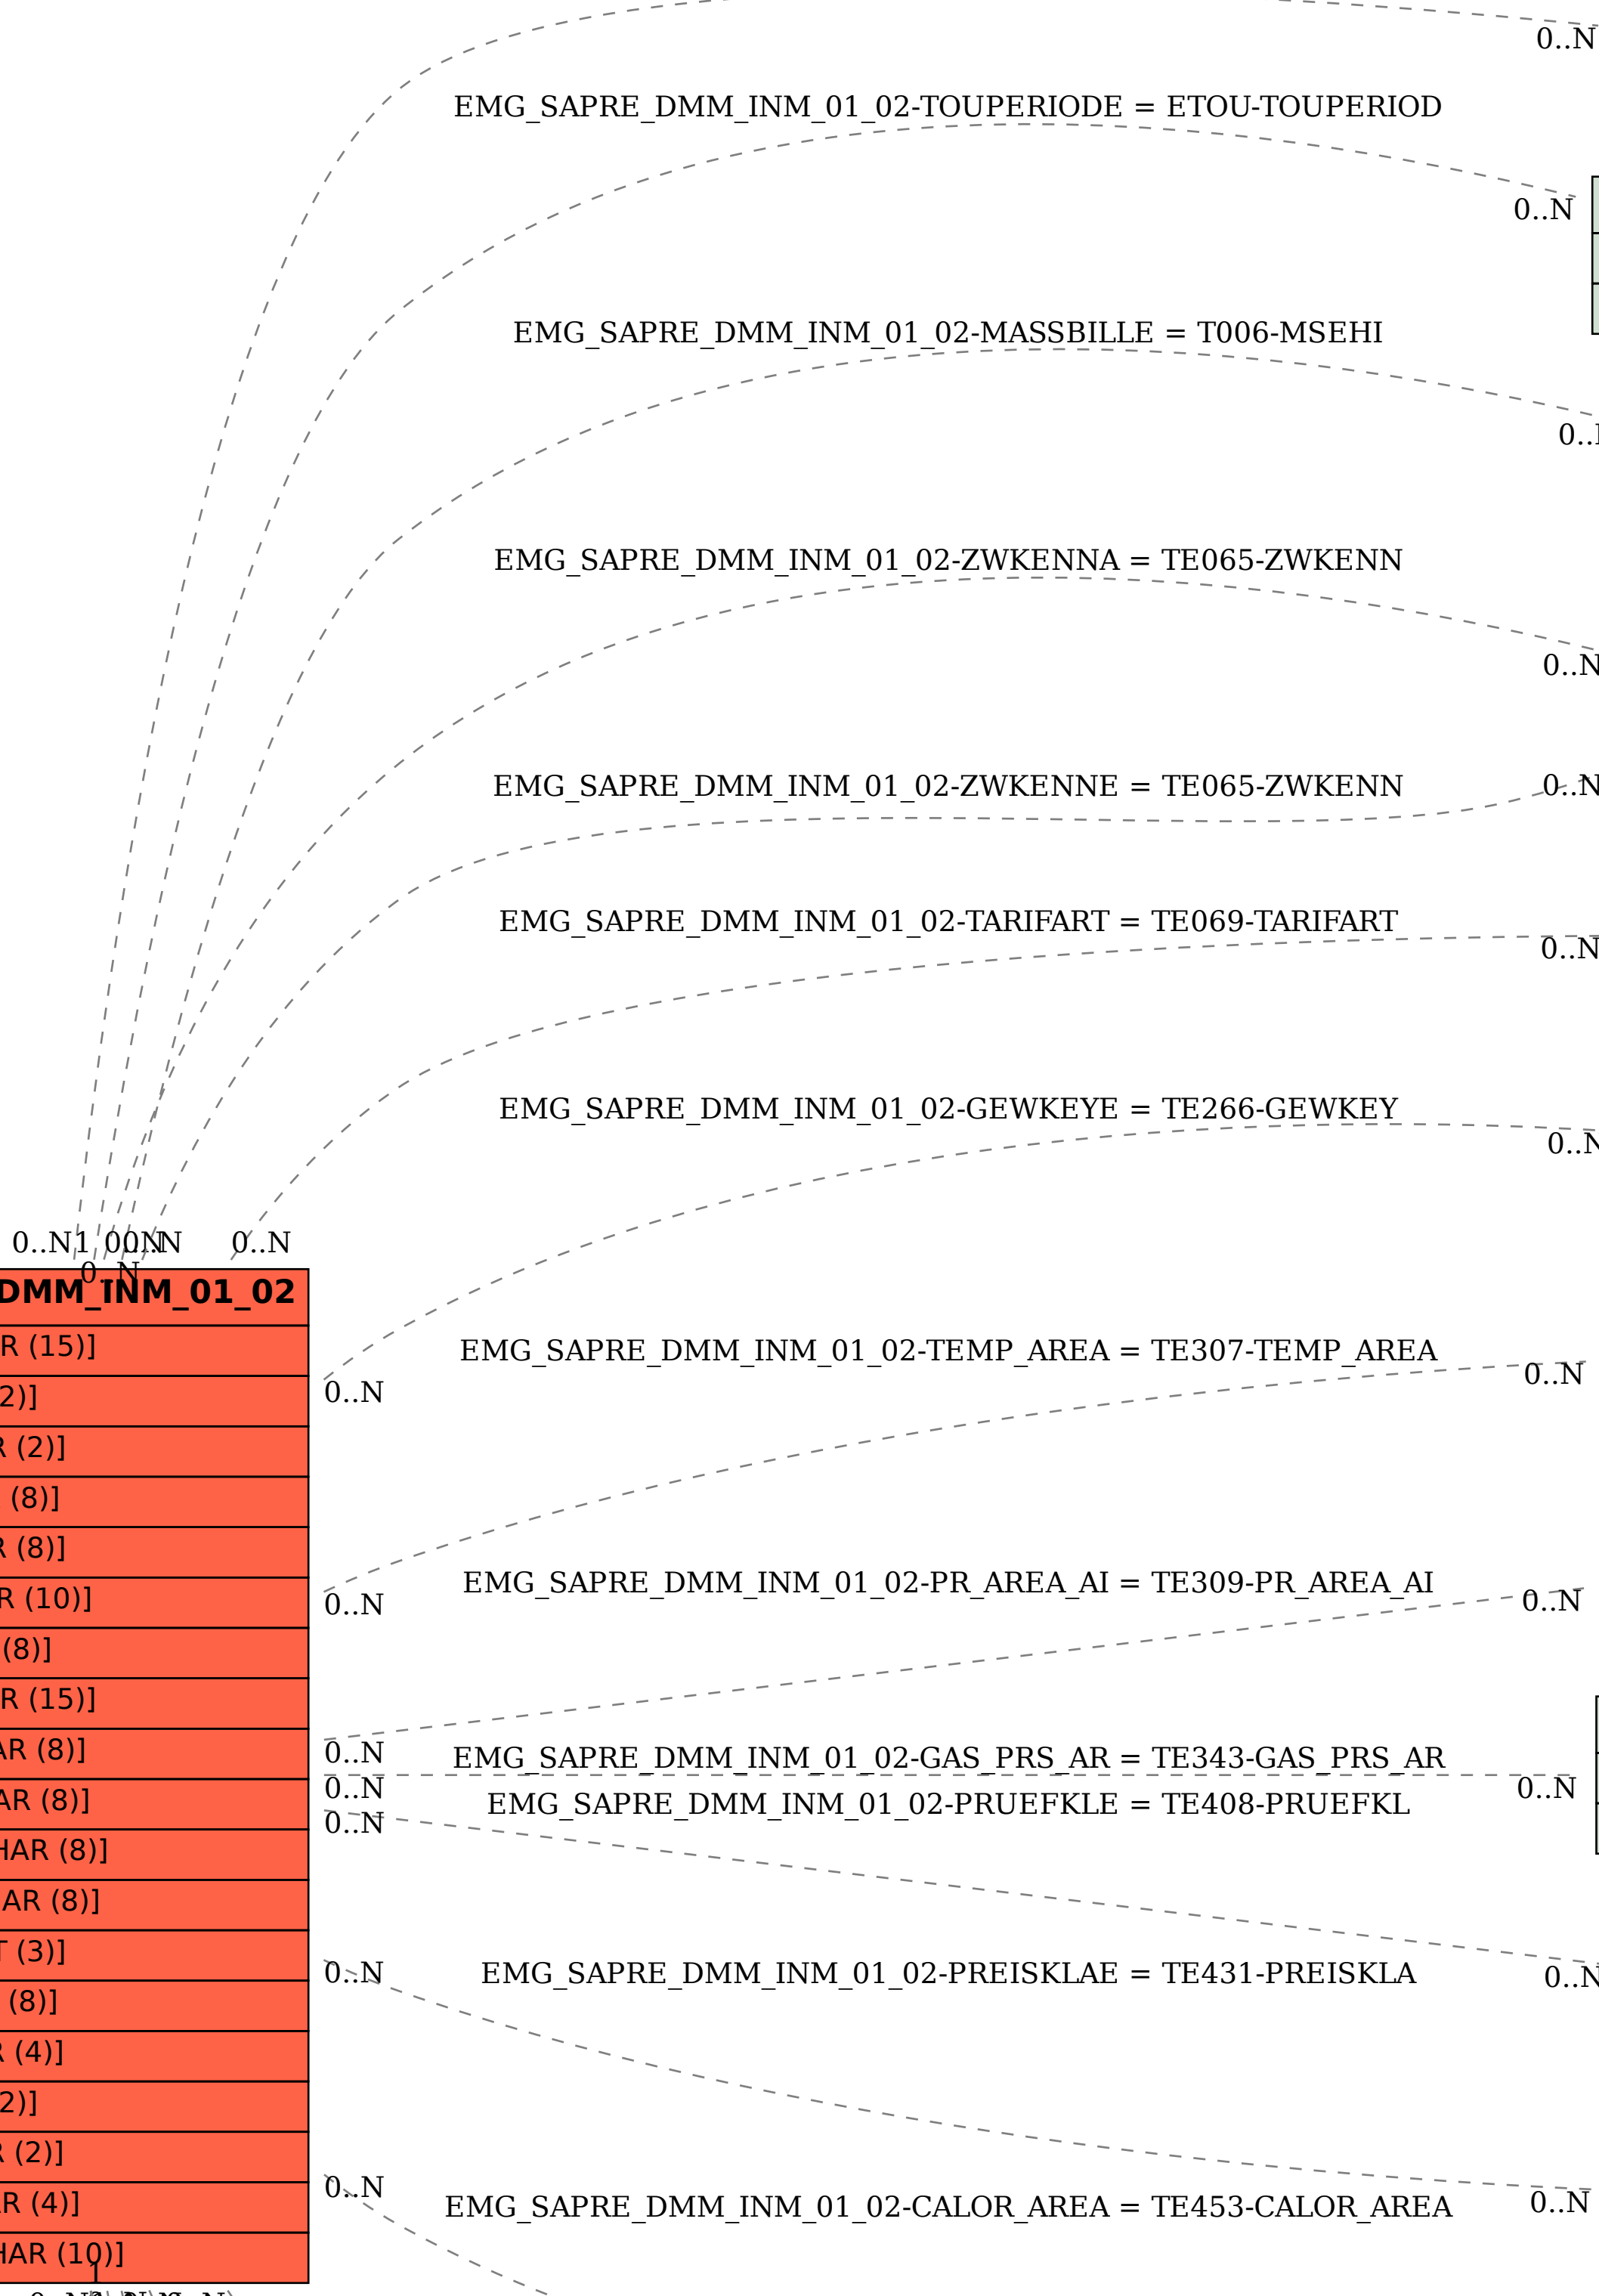 0..N
EMG_SAPRE_DMM_INM_01_02-TOUPERIODE = ETOU-TOUPERIOD
0..N
EMG_SAPRE_DMM_INM_01_02-MASSBILLE = T006-MSEHI
EMG_SAPRE_DMM_INM_01_02-ZWKENNA = TE065-ZWKENN
0..N
EMG_SAPRE_DMM_INM_01_02-ZWKENNE = TE065-ZWKENN
0..N
EMG_SAPRE_DMM_INM_01_02-TARIFART = TE069-TARIFART
0..N
EMG_SAPRE_DMM_INM_01_02-GEWKEYE = TE266-GEWKEY
0..N
0..N 1 0..N 0..N
0..N
DMM_INM_01_02
R (15)]
0..N
EMG_SAPRE_DMM_INM_01_02-TEMP_AREA = TE307-TEMP_AREA
0..N
2)]
R (2)]
(8)]
R (8)]
R (10)]
0..N
EMG_SAPRE_DMM_INM_01_02-PR_AREA_AI = TE309-PR_AREA_AI
0..N
(8)]
R (15)]
AR (8)]
0..N
EMG_SAPRE_DMM_INM_01_02-GAS_PRS_AR = TE343-GAS_PRS_AR
0..N
0..N
AR (8)]
EMG_SAPRE_DMM_INM_01_02-PRUEFKLE = TE408-PRUEFKL
0..N
HAR (8)]
AR (8)]
T (3)]
0..N
EMG_SAPRE_DMM_INM_01_02-PREISKLAE = TE431-PREISKLA
0..N
(8)]
R (4)]
2)]
R (2)]
0..N
AR (4)]
EMG_SAPRE_DMM_INM_01_02-CALOR_AREA = TE453-CALOR_AREA
0..N
HAR (10)]